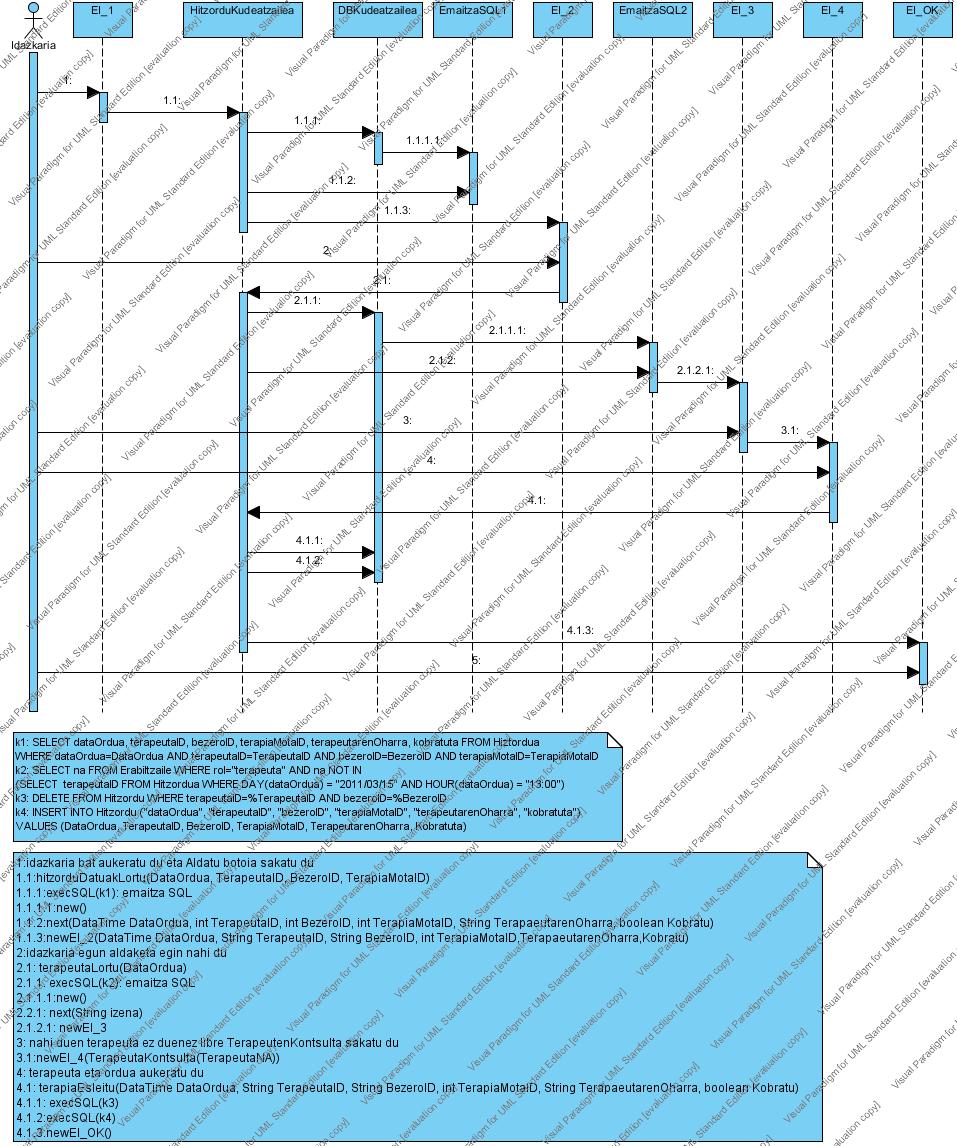 EI_1
HitzorduKudeatzailea
DBKudeatzailea
EmaitzaSQL1
EI_2
EmaitzaSQL2
EI_3
EI_4
EI_OK
Idazkaria
1:
1.1:
1.1.1:
1.1.1.1:
1.1.2:
1.1.3:
2:
2.1:
2.1.1:
2.1.1.1:
2.1.2:
2.1.2.1:
3:
3.1:
4:
4.1:
4.1.1:
4.1.2:
4.1.3:
5:
k1: SELECT dataOrdua, terapeutaID, bezeroID, terapiaMotaID, terapeutarenOharra, kobratuta FROM Hiztordua
WHERE dataOrdua=DataOrdua AND terapeutaID=TerapeutaID AND bezeroID=BezeroID AND terapiaMotaID=TerapiaMotaID
k2: SELECT na FROM Erabiltzaile WHERE rol="terapeuta" AND na NOT IN
(SELECT terapeutaID FROM Hitzordua WHERE DAY(dataOrdua) = "2011/03/15" AND HOUR(dataOrdua) = "13:00")
k3: DELETE FROM Hitzordu WHERE terapeutaID=%TerapeutaID AND bezeroID=%BezeroID
k4: INSERT INTO Hitzordu ("dataOrdua", "terapeutaID", "bezeroID", "terapiaMotaID", "terapeutarenOharra", "kobratuta")
VALUES (DataOrdua, TerapeutaID, BezeroID, TerapiaMotaID, TerapeutarenOharra, Kobratuta)
1:idazkaria bat aukeratu du eta Aldatu botoia sakatu du
1.1:hitzorduDatuakLortu(DataOrdua, TerapeutaID, BezeroID, TerapiaMotaID)
1.1.1:execSQL(k1): emaitza SQL
1.1.1.1:new()
1.1.2:next(DataTime DataOrdua, int TerapeutaID, int BezeroID, int TerapiaMotaID, String TerapaeutarenOharra, boolean Kobratu)
1.1.3:newEI_2(DataTime DataOrdua, String TerapeutaID, String BezeroID, int TerapiaMotaID,TerapaeutarenOharra,Kobratu)
2:idazkaria egun aldaketa egin nahi du
2.1: terapeutaLortu(DataOrdua)
2.1.1: execSQL(k2): emaitza SQL
2.1.1.1:new()
2.2.1: next(String izena)
2.1.2.1: newEI_3
3: nahi duen terapeuta ez duenez libre TerapeutenKontsulta sakatu du
3.1:newEI_4(TerapeutaKontsulta(TerapeutaNA))
4: terapeuta eta ordua aukeratu du
4.1: terapiaEsleitu(DataTime DataOrdua, String TerapeutaID, String BezeroID, int TerapiaMotaID, String TerapaeutarenOharra, boolean Kobratu)
4.1.1: execSQL(k3)
4.1.2:execSQL(k4)
4.1.3:newEI_OK()
Visual Paradigm for UML Standard Edition [evaluation copy]